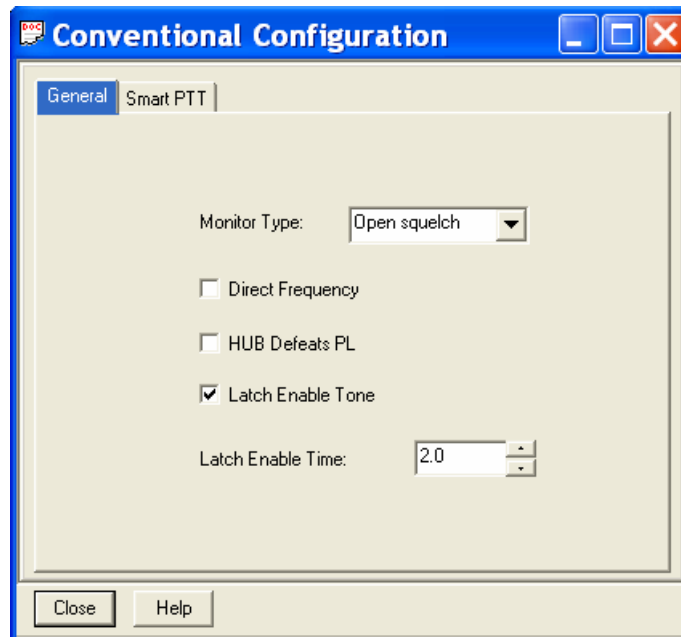 Conventional Configuration
General
Smart PTT
Monitor Type: Open squelch
Direct Frequency
HUB Defeats PL
Latch Enable Tone
Latch Enable Time: 2.0
Close Help